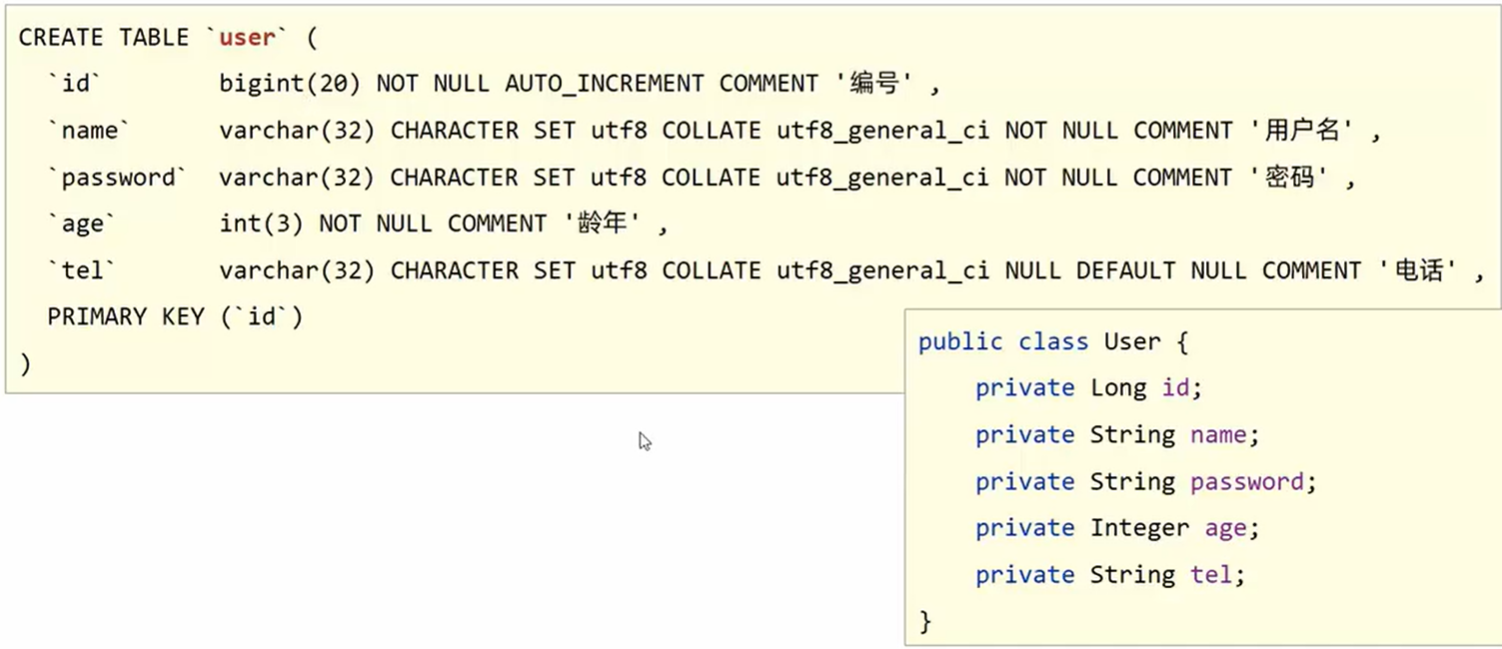 CREATE TABLE `user` (
`id` bigint(20) NOT NULL AUTO_INCREMENT COMMENT '编号' ,
`name` varchar(32) CHARACTER SET utf8 COLLATE utf8_general_ci NOT NULL COMMENT '用户名' ,
`password` varchar(32) CHARACTER SET utf8 COLLATE utf8_general_ci NOT NULL COMMENT '密码' ,
`age` int(3) NOT NULL COMMENT '龄年' ,
`tel` varchar(32) CHARACTER SET utf8 COLLATE utf8_general_ci NULL DEFAULT NULL COMMENT '电话' ,
PRIMARY KEY (`id`)
)
public class User {
private Long id;
private String name;
private String password;
private Integer age;
private String tel;
}